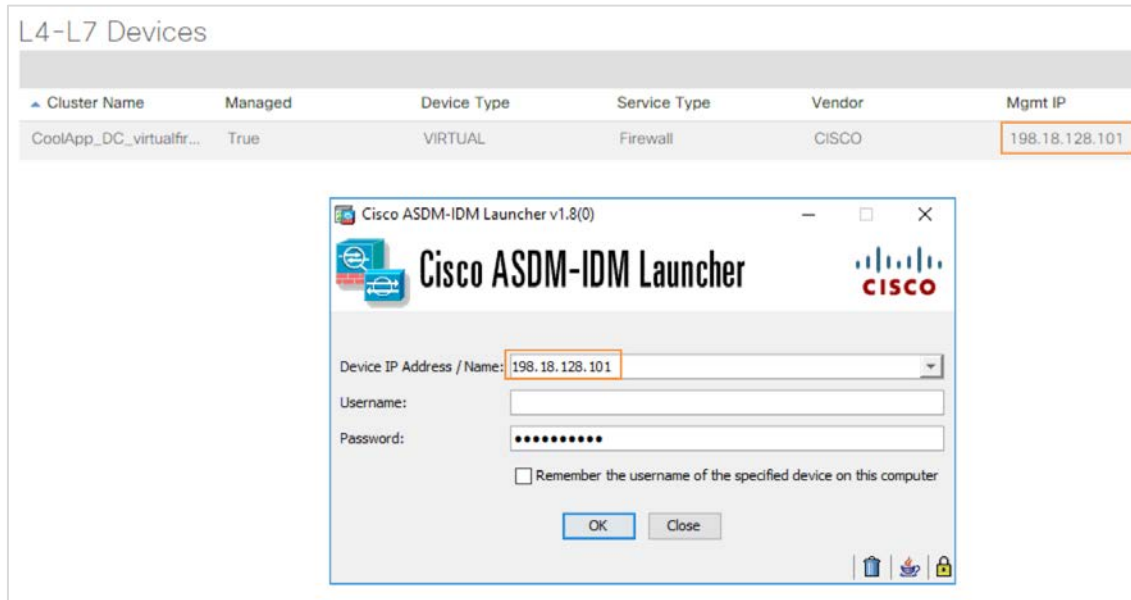 L4-L7 Devices
Cluster Name Managed Device Type Service Type Vendor Mgmt IP
CoolApp_DC_virtualfir... True VIRTUAL Firewall CISCO 198.18.128.101
Cisco ASDM-IDM Launcher v1.8(0)
Cisco ASDM-IDM Launcher
CISCO
Device IP Address / Name: 198.18.128.101
Username:
Password: ••••••••••
Remember the username of the specified device on this computer
OK Close